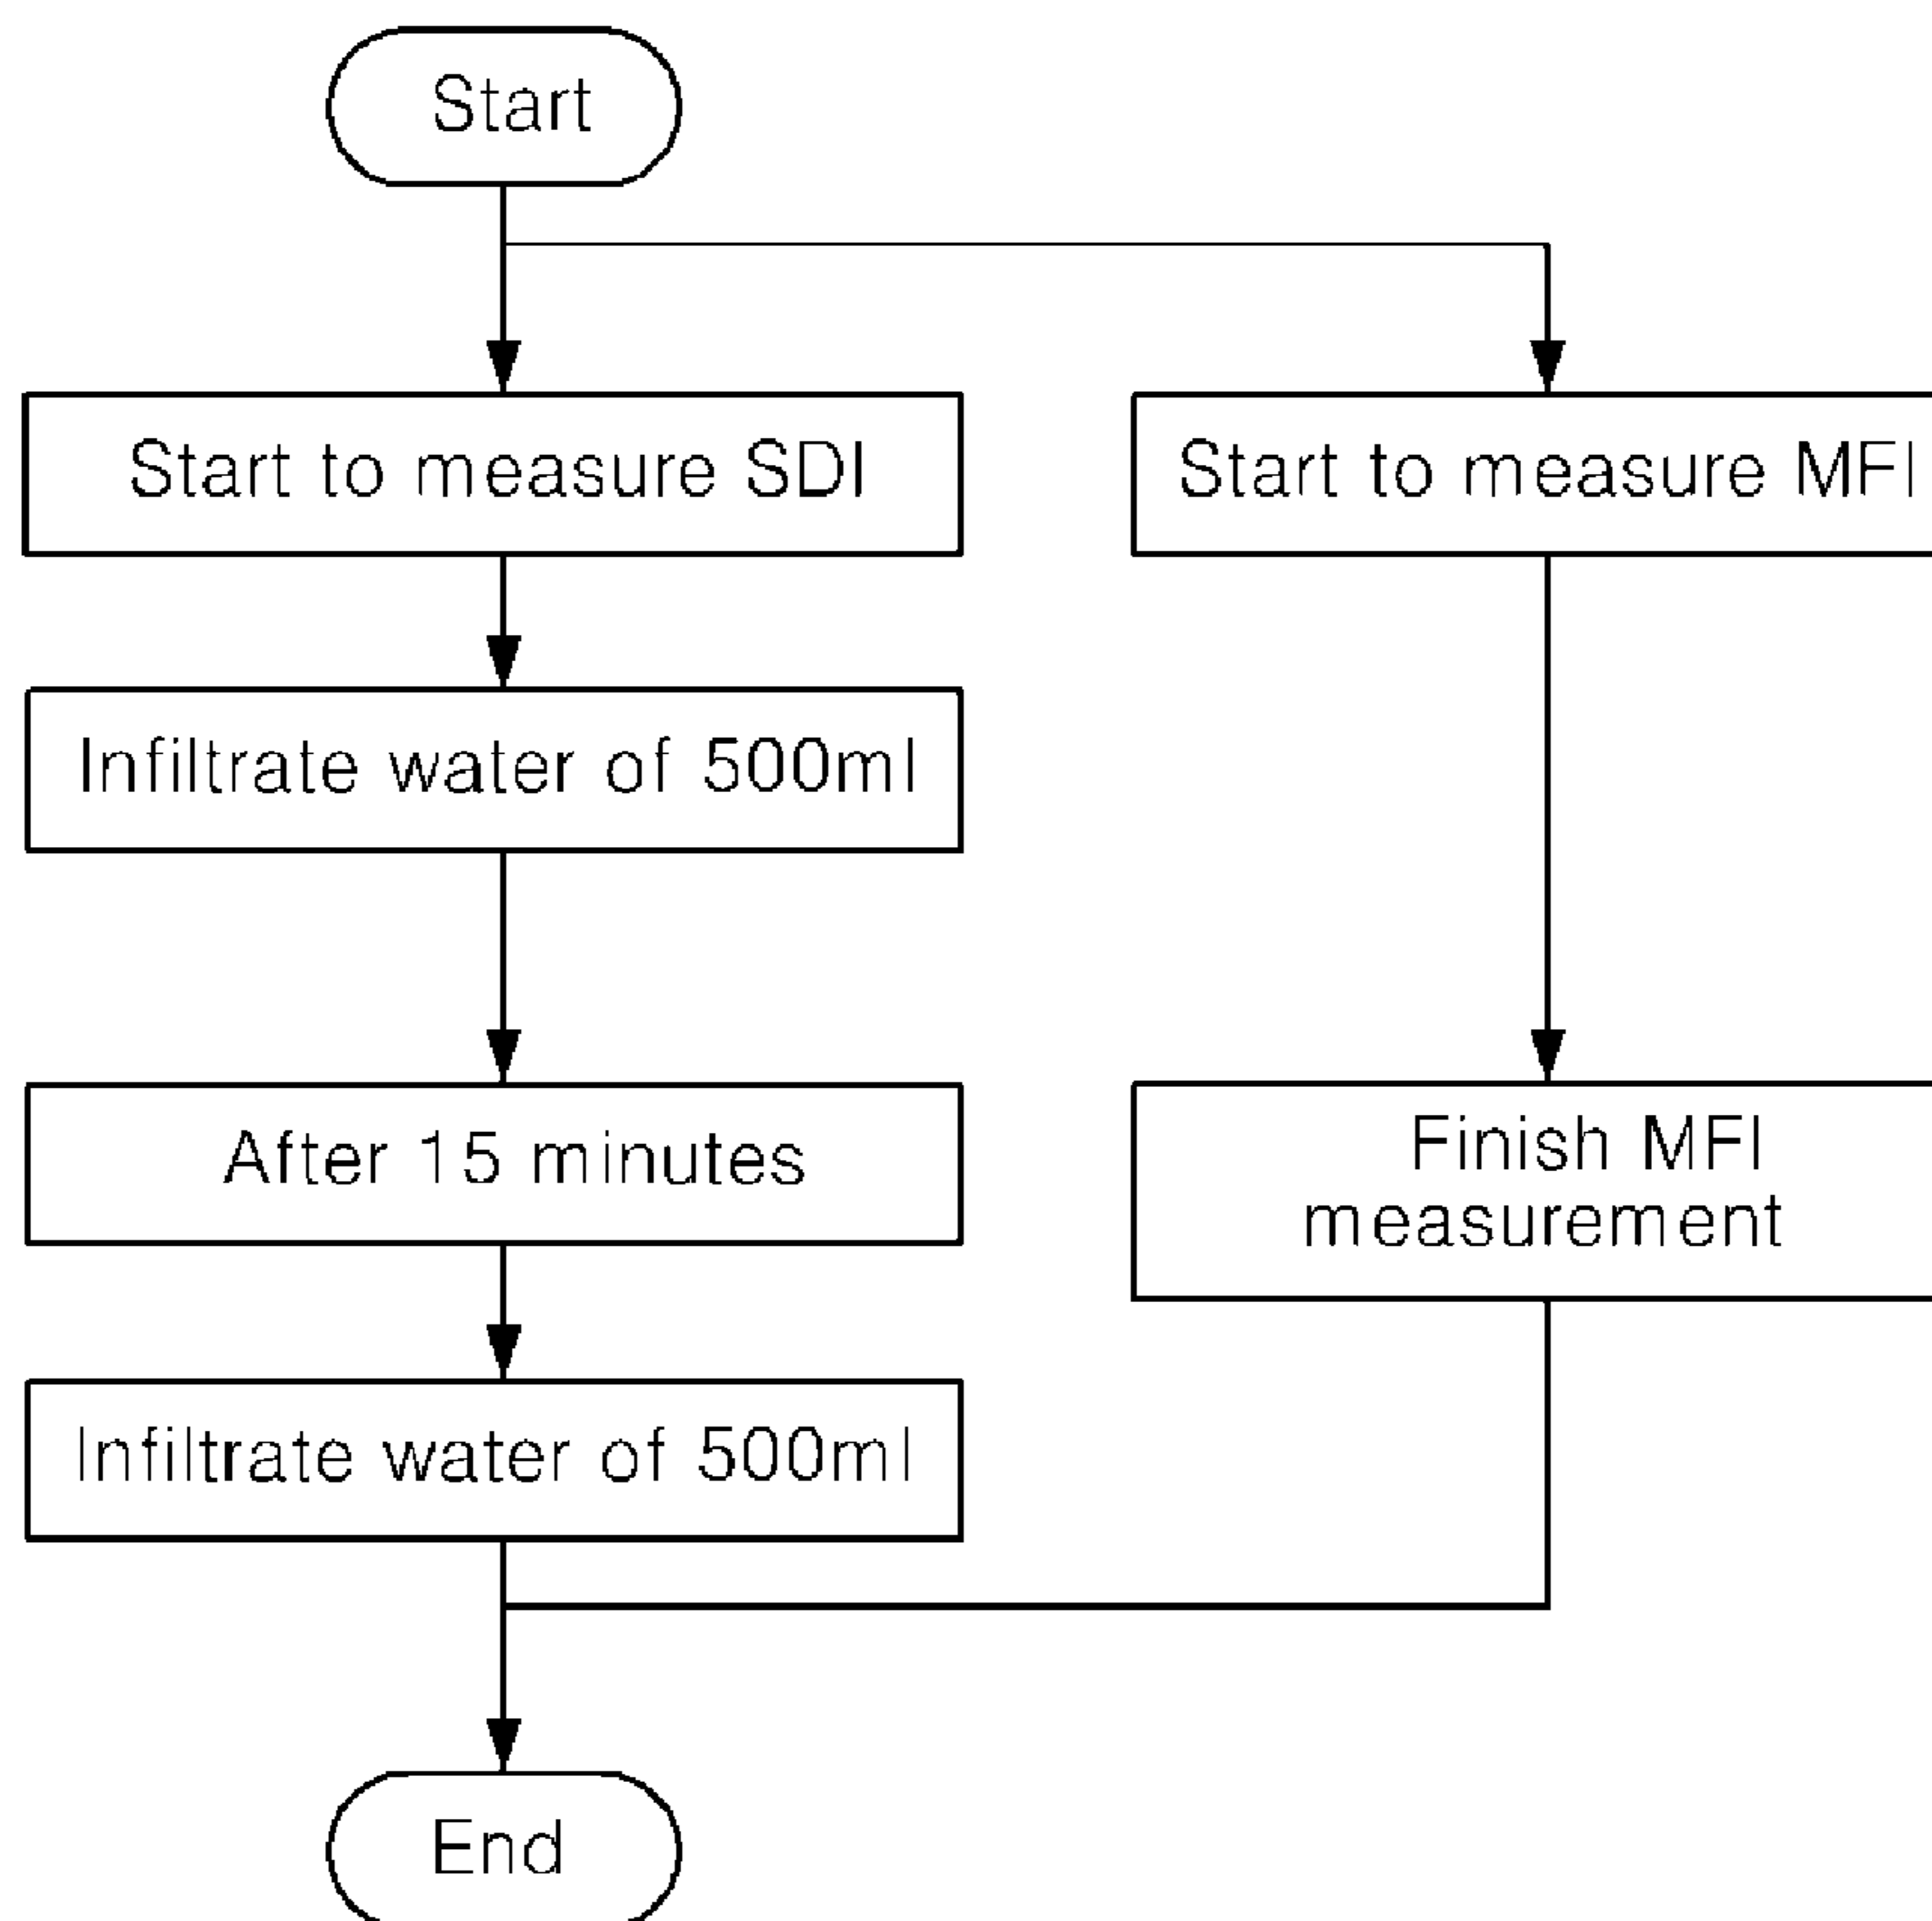 Start
Start to measure SDI
Start to measure MFI
Infiltrate water of 500ml
After 15 minutes
Finish MFI
measurement
Infiltrate water of 500ml
End